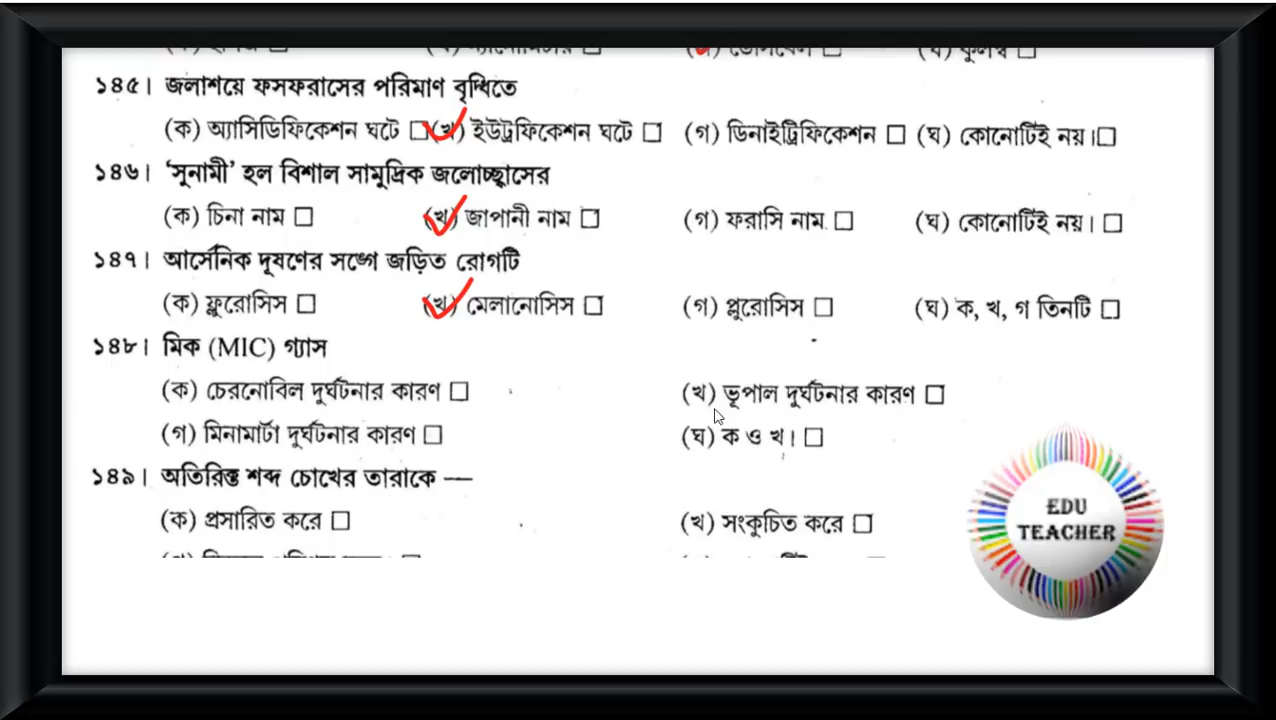 ১৪৫। জলাশয়ে ফসফরাসের পরিমাণ বৃদ্ধিতে
(ক) অ্যাসিডিফিকেশন ঘটে (খ) ইউট্রফিকেশন ঘটে (গ) ডিনাইট্রিফিকেশন (ঘ) কোনোটিই নয়।
১৪৬। ‘সুনামী’ হল বিশাল সামুদ্রিক জলোচ্ছ্বাসের
(ক) চিনা নাম (খ) জাপানী নাম (গ) ফরাসি নাম (ঘ) কোনোটিই নয়।
১৪৭। আর্সেনিক দূষণের সঙ্গে জড়িত রোগটি
(ক) ফ্লুরোসিস (খ) মেলানোসিস (গ) প্লুরোসিস (ঘ) ক, খ, গ তিনটি
১৪৮। মিক (MIC) গ্যাস
(ক) চেরনোবিল দুর্ঘটনার কারণ (খ) ভূপাল দুর্ঘটনার কারণ
(গ) মিনামাটা দুর্ঘটনার কারণ (ঘ) ক ও খ।
১৪৯। অতিরিক্ত শব্দ চোখের তারাকে —
(ক) প্রসারিত করে (খ) সংকুচিত করে
EDU
TEACHER